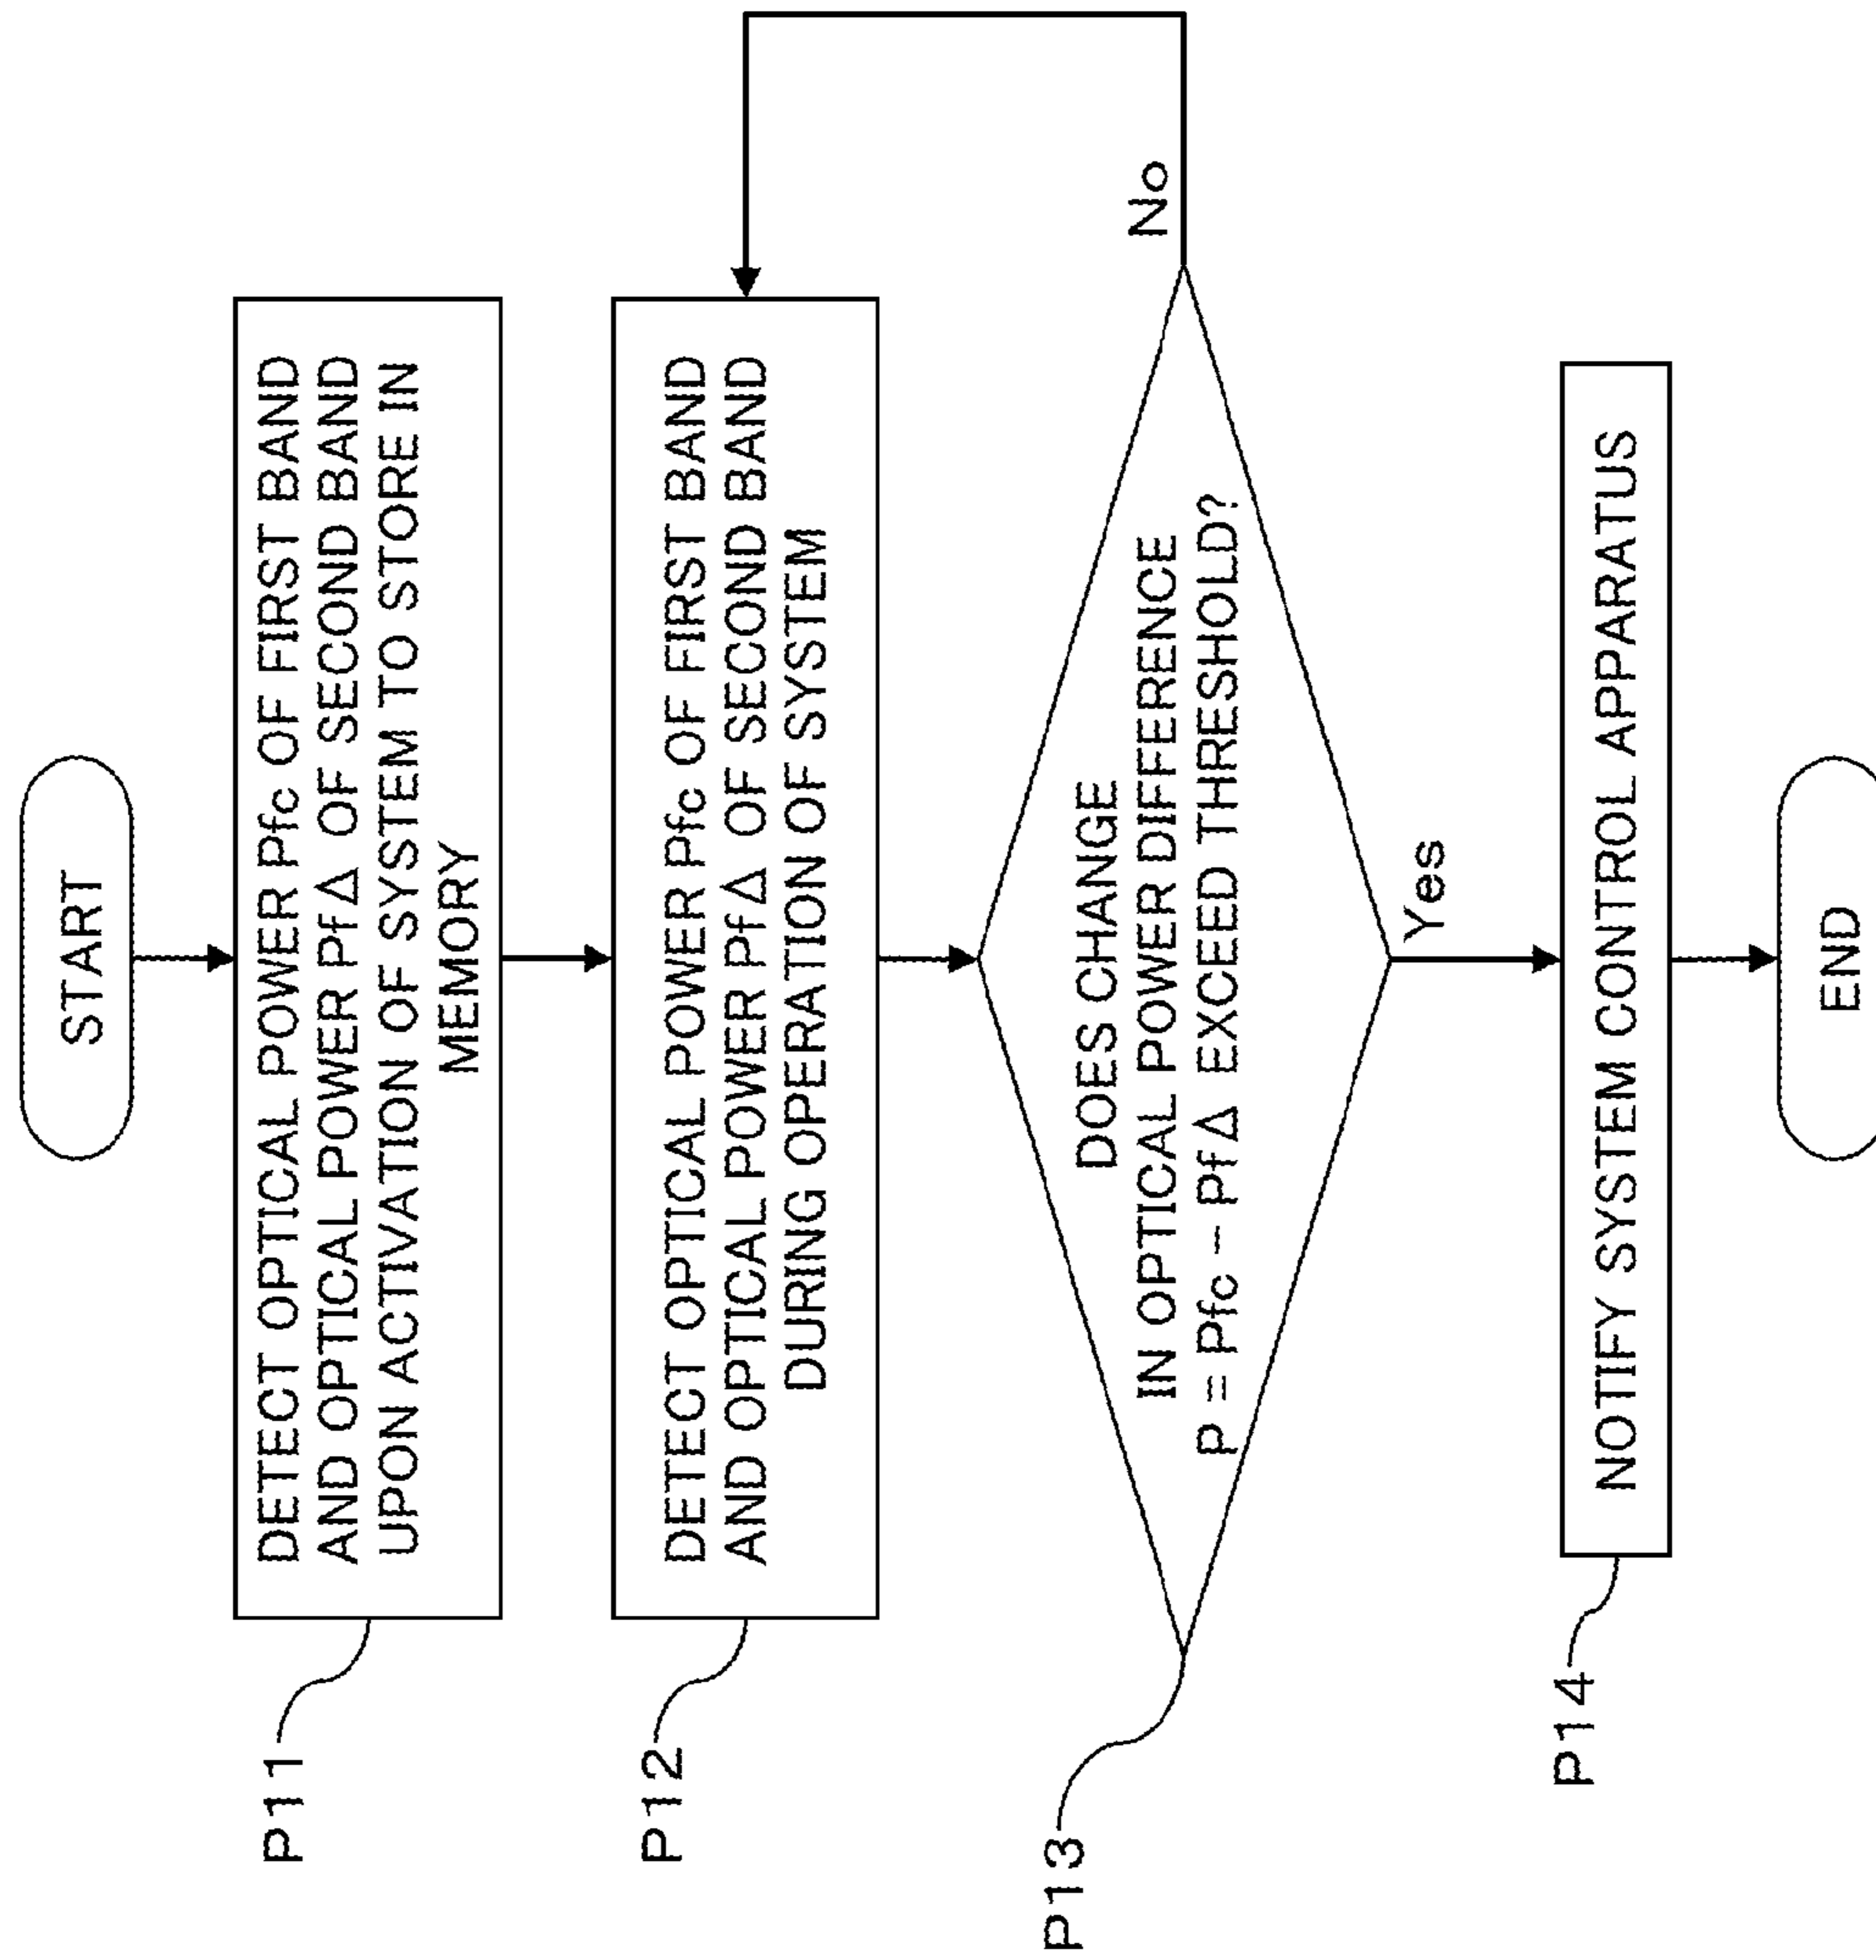 START
P11
DETECT OPTICAL POWER Pfc OF FIRST BAND
AND OPTICAL POWER PfΔ OF SECOND BAND
UPON ACTIVATION OF SYSTEM TO STORE IN
MEMORY
P12
DETECT OPTICAL POWER Pfc OF FIRST BAND
AND OPTICAL POWER PfΔ OF SECOND BAND
DURING OPERATION OF SYSTEM
P13
DOES CHANGE
IN OPTICAL POWER DIFFERENCE
P = Pfc - PfΔ EXCEED THRESHOLD?
No
Yes
P14
NOTIFY SYSTEM CONTROL APPARATUS
END